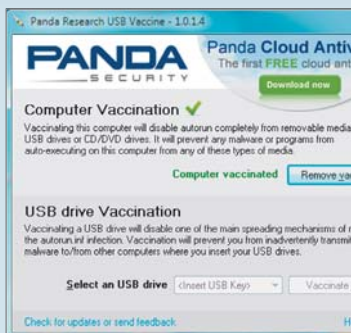 Panda Research USB Vaccine - 1.0.1.4
PANDA
SECURITY
Panda Cloud Antiv
The first FREE cloud anti
Download now
Computer Vaccination
Vaccinating this computer will disable autorun completely from removable media
USB drives or CD/DVD drives. It will prevent any malware or programs from
auto-executing on this computer from any of these types of media.
Computer vaccinated
Remove vac
USB drive Vaccination
Vaccinating a USB drive will disable one of the main spreading mechanisms of m
the autorun.inf infection. Vaccination will prevent you from inadvertently transmit
malware to/from other computers where you insert your USB drives.
Select an USB drive
<Insert USB Key>
Vaccinate
Check for updates or send feedback
H